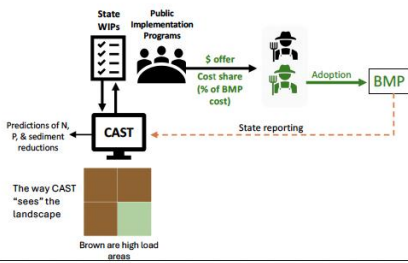 State
WIPs
Public
Implementation
Programs
$ offer
Cost share
(% of BMP
cost)
Adoption
BMP
Predictions of N,
P, & sediment
reductions
CAST
State reporting
The way CAST
"sees" the
landscape
Brown are high load
areas